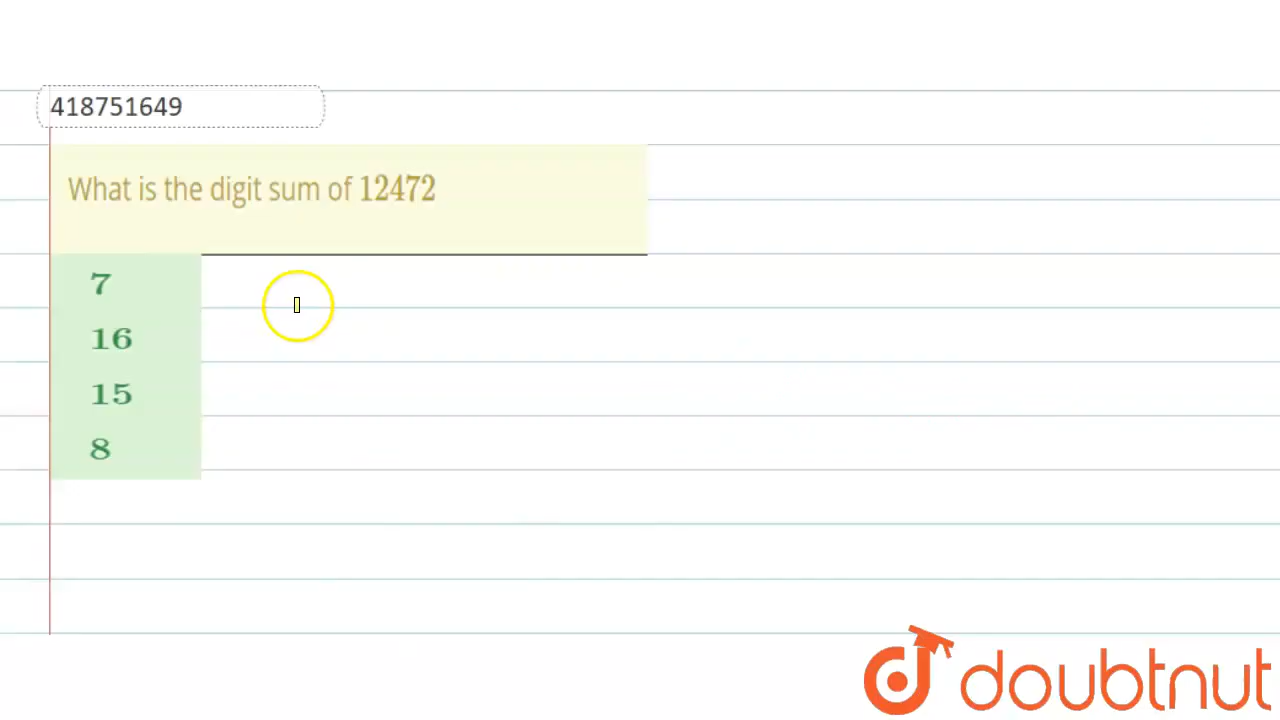 418751649
What is the digit sum of 12472
7
16
15
8
doubtnut